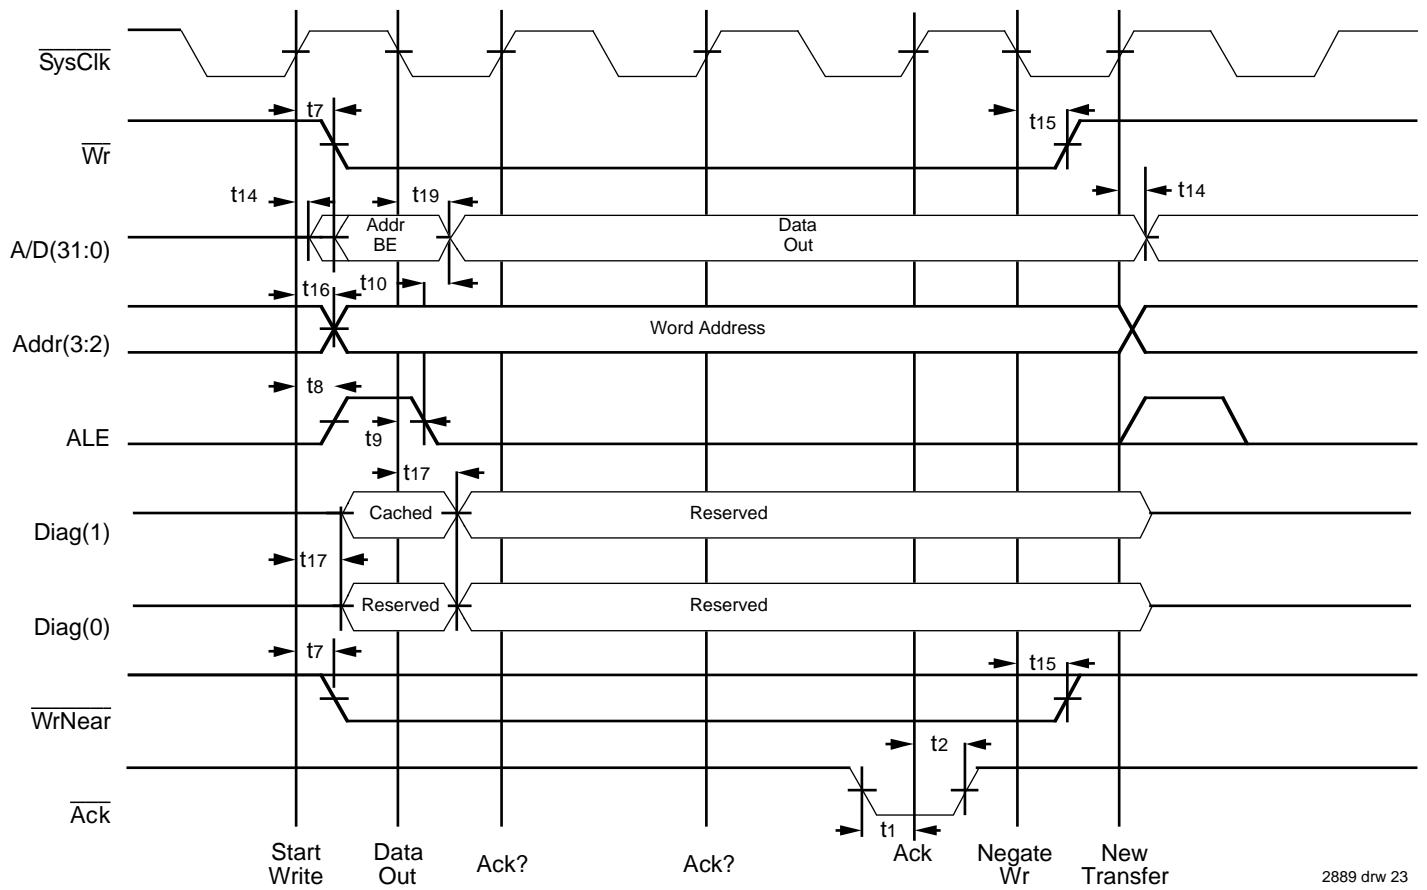 SysClk
t7
t15
Wr
t14
t19
t14
Addr
BE
Data
Out
A/D(31:0)
t16
t10
Word Address
Addr(3:2)
t8
t9
ALE
t17
Cached
Reserved
Diag(1)
t17
Reserved
Reserved
Diag(0)
t7
t15
WrNear
t2
Ack
t1
Start
Write
Data
Out
Ack?
Ack?
Ack
Negate
Wr
New
Transfer
2889 drw 23